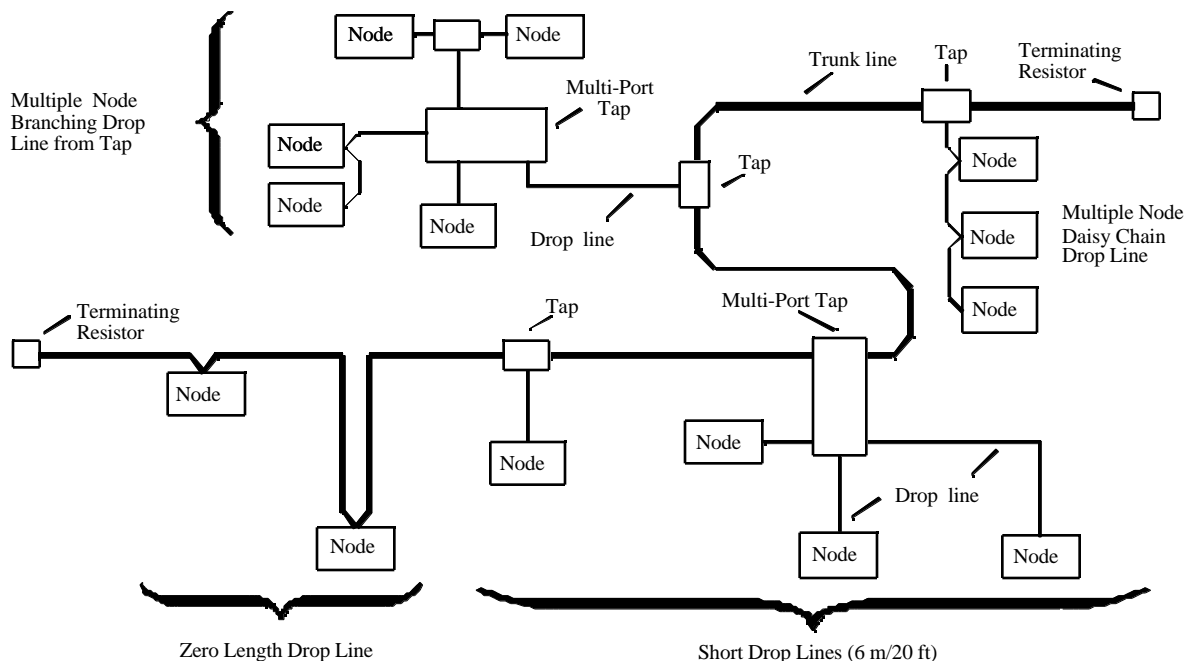 Node
Node
Multiple Node
Branching Drop
Line from Tap
Multi-Port
Tap
Node
Node
Node
Drop line
Tap
Trunk line
Tap
Terminating
Resistor
Node
Node
Node
Multiple Node
Daisy Chain
Drop Line
Terminating
Resistor
Tap
Multi-Port Tap
Node
Node
Node
Node
Drop line
Node
Node
Zero Length Drop Line
Short Drop Lines (6 m/20 ft)